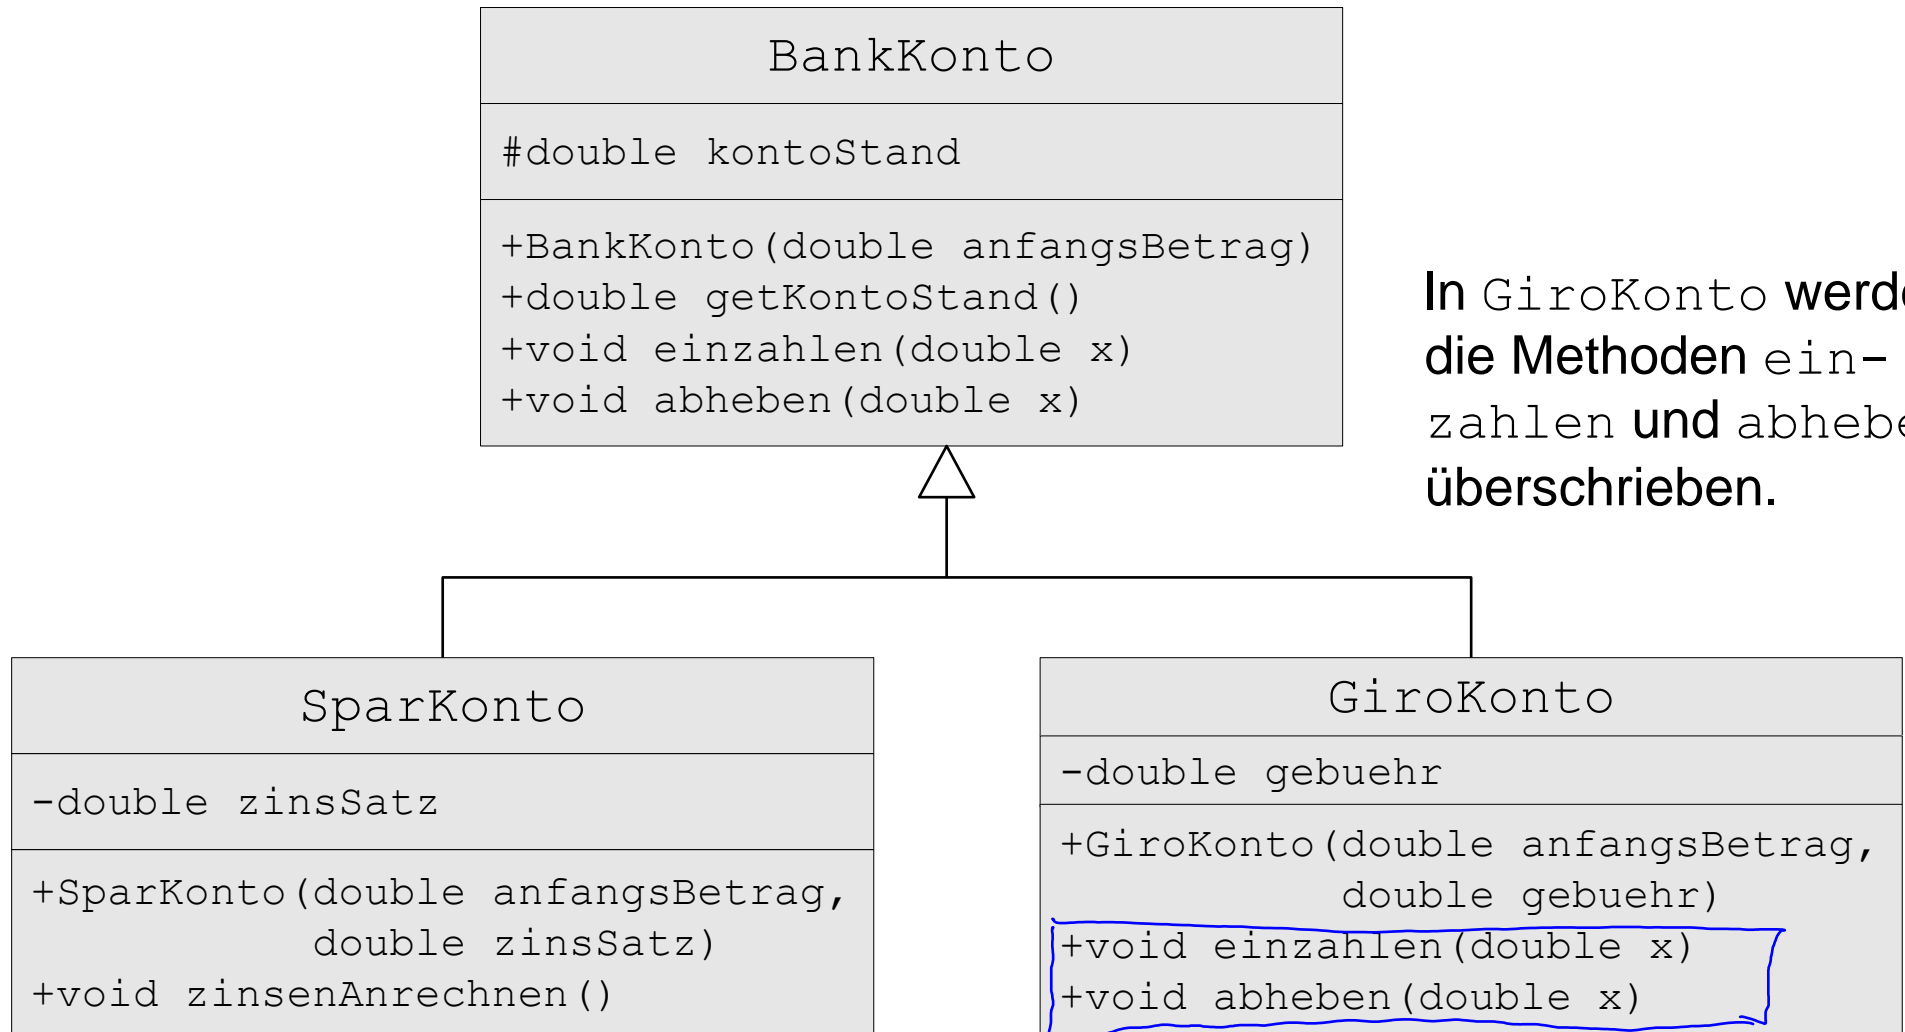 BankKonto
#double kontoStand
+BankKonto(double anfangsBetrag)
+double getKontoStand()
+void einzahlen(double x)
+void abheben(double x)
In GiroKonto werde
die Methoden ein-
zahlen und abhebe
überschrieben.
SparKonto
-double zinsSatz
+SparKonto(double anfangsBetrag,
double zinsSatz)
+void zinsenAnrechnen()
GiroKonto
-double gebuehr
+GiroKonto(double anfangsBetrag,
double gebuehr)
+void einzahlen(double x)
+void abheben(double x)